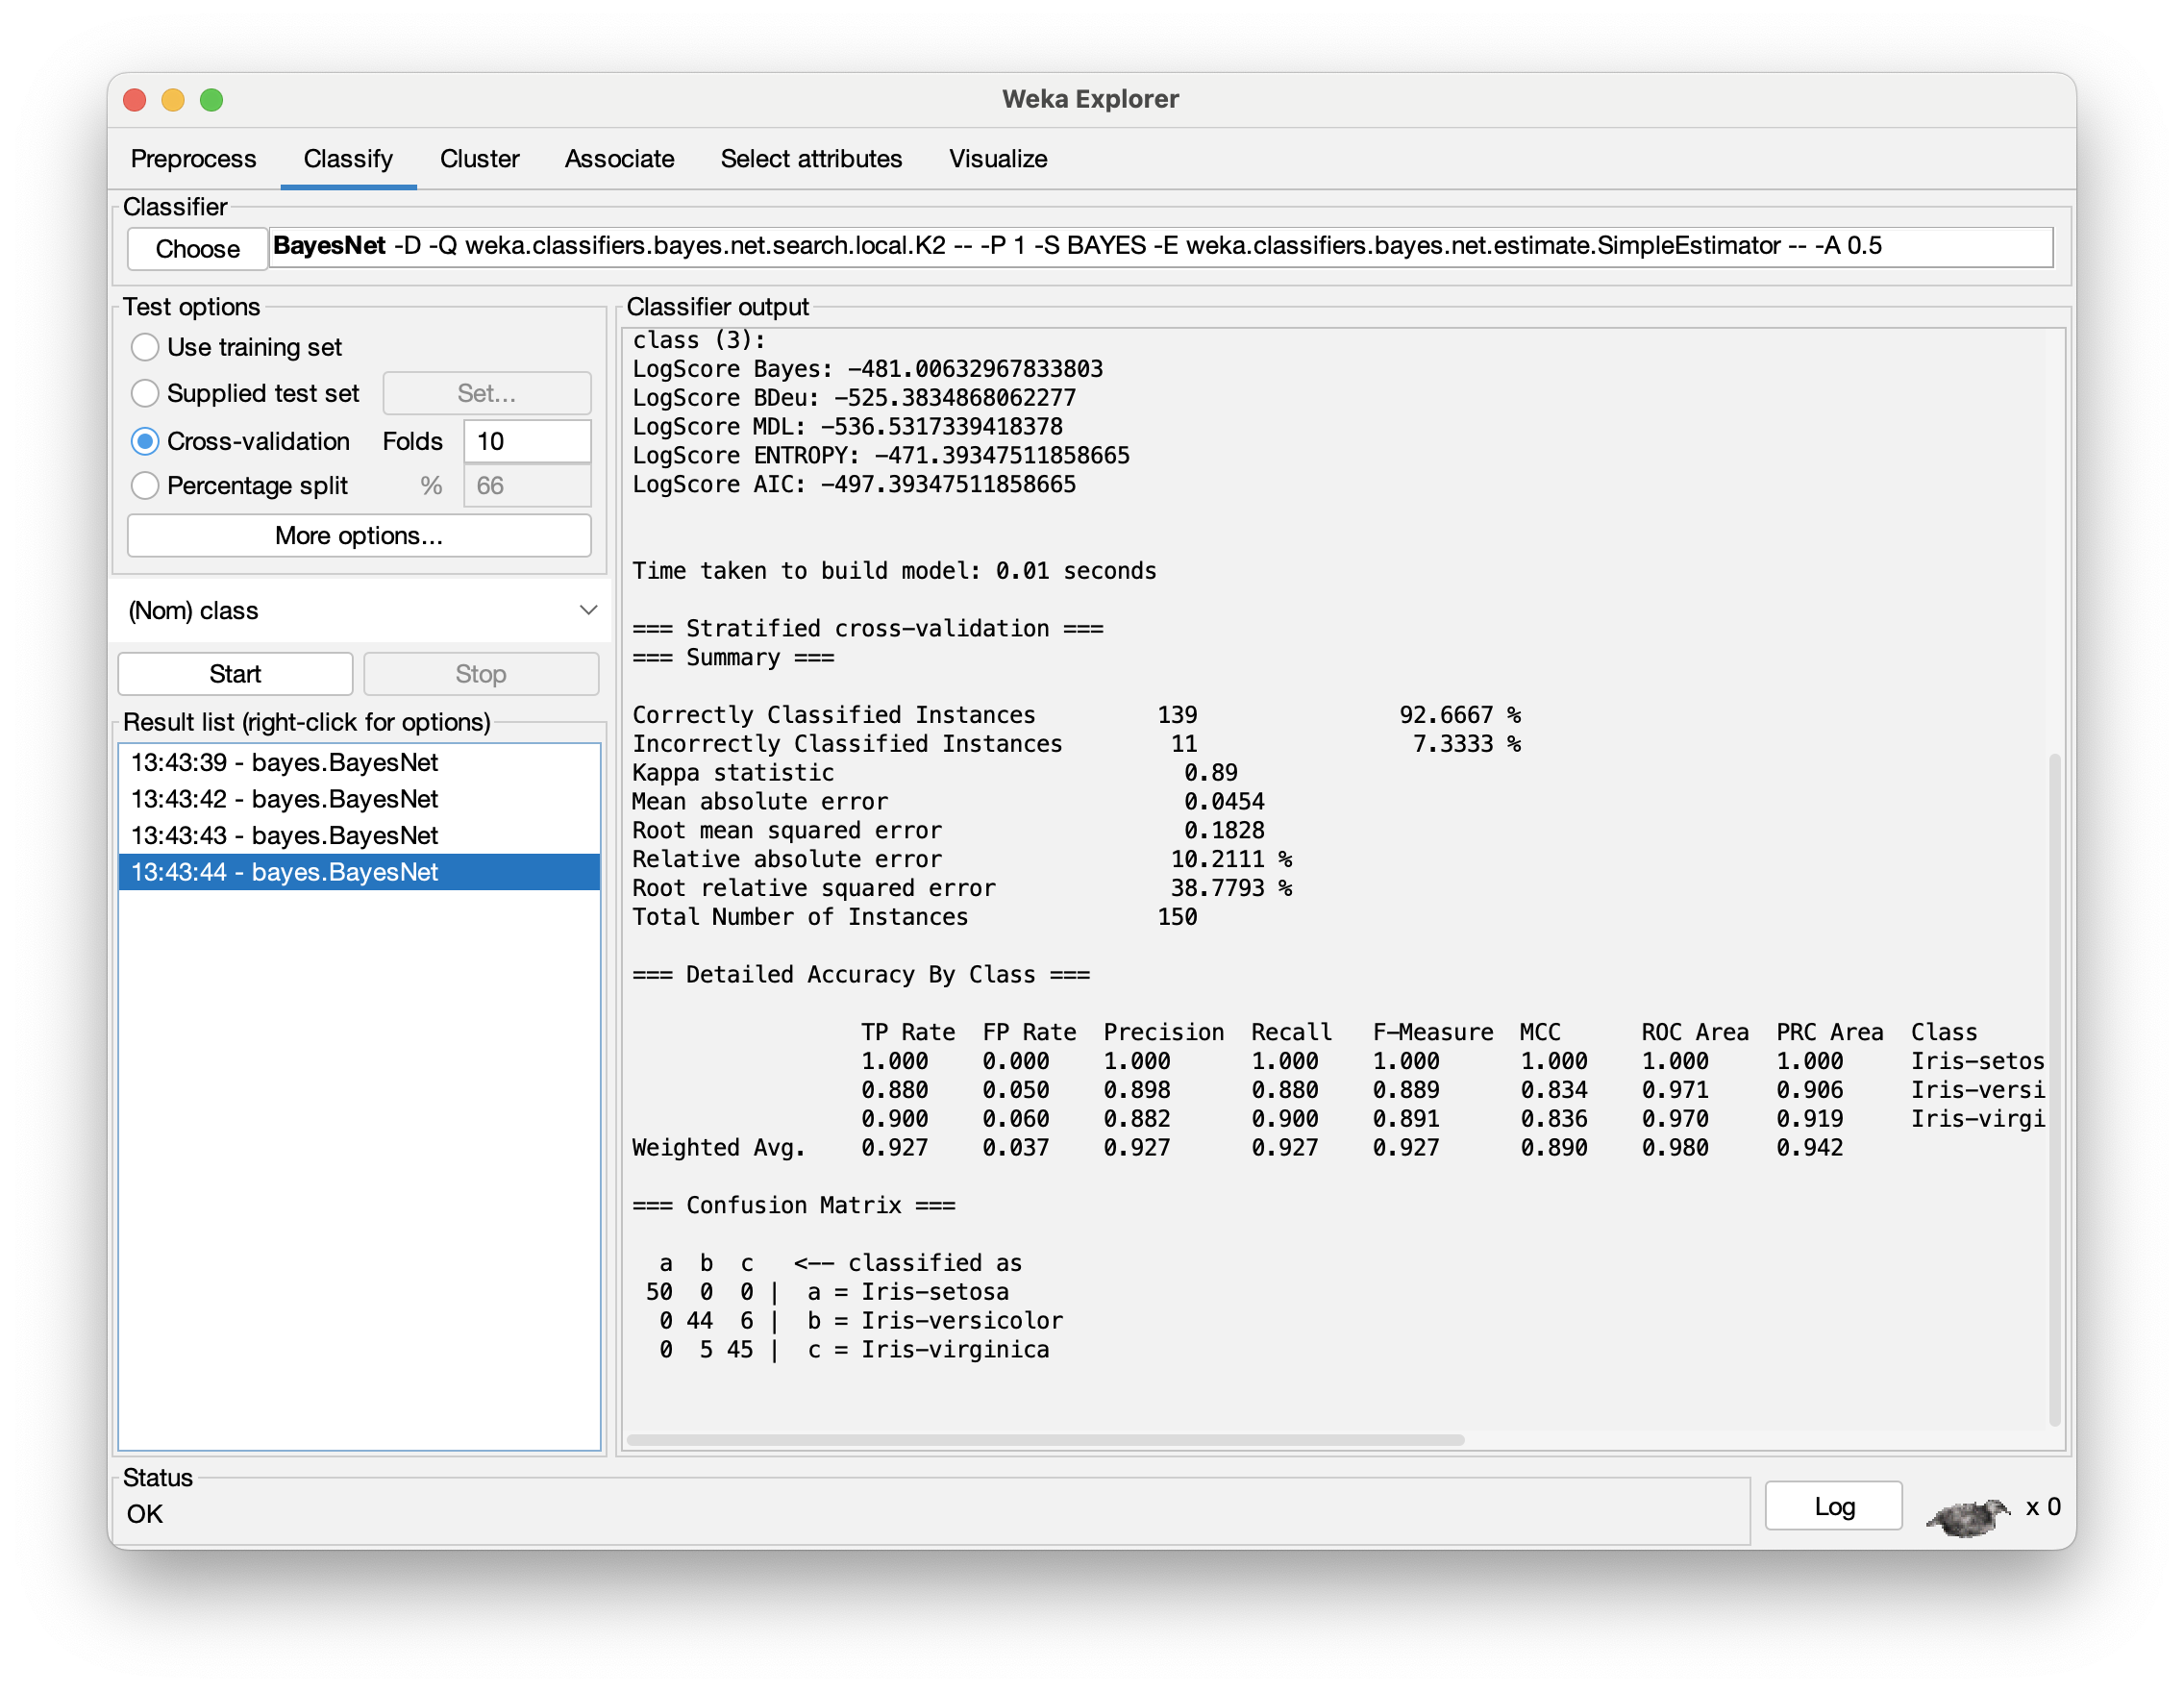 Weka Explorer
Preprocess Classify Cluster Associate Select attributes Visualize
Classifier
Choose BayesNet -D -Q weka.classifiers.bayes.net.search.local.K2 -- -P 1 -S BAYES -E weka.classifiers.bayes.net.estimate.SimpleEstimator -- -A 0.5
Test options
Use training set
Supplied test set Set...
Cross-validation Folds 10
Percentage split % 66
More options...
(Nom) class
Start Stop
Result list (right-click for options)
13:43:39 - bayes.BayesNet
13:43:42 - bayes.BayesNet
13:43:43 - bayes.BayesNet
13:43:44 - bayes.BayesNet
Classifier output
class (3):
LogScore Bayes: -481.00632967833803
LogScore BDeu: -525.3834868062277
LogScore MDL: -536.5317339418378
LogScore ENTROPY: -471.39347511858665
LogScore AIC: -497.39347511858665
Time taken to build model: 0.01 seconds
=== Stratified cross-validation ===
=== Summary ===
Correctly Classified Instances 139 92.6667 %
Incorrectly Classified Instances 11 7.3333 %
Kappa statistic 0.89
Mean absolute error 0.0454
Root mean squared error 0.1828
Relative absolute error 10.2111 %
Root relative squared error 38.7793 %
Total Number of Instances 150
=== Detailed Accuracy By Class ===
TP Rate FP Rate Precision Recall F-Measure MCC ROC Area PRC Area Class
1.000 0.000 1.000 1.000 1.000 1.000 1.000 1.000 Iris-setos
0.880 0.050 0.898 0.880 0.889 0.834 0.971 0.906 Iris-versi
0.900 0.060 0.882 0.900 0.891 0.836 0.970 0.919 Iris-virgi
Weighted Avg. 0.927 0.037 0.927 0.927 0.927 0.890 0.980 0.942
=== Confusion Matrix ===
a b c <-- classified as
50 0 0 | a = Iris-setosa
0 44 6 | b = Iris-versicolor
0 5 45 | c = Iris-virginica
Status
OK
Log x 0